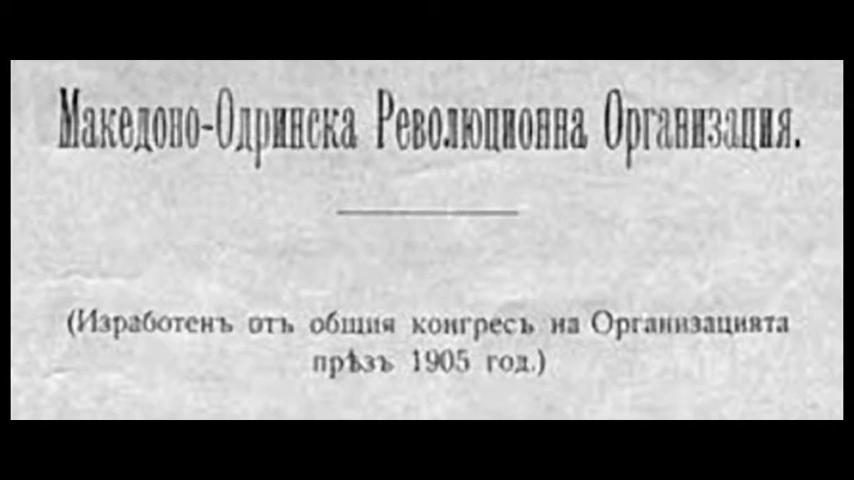 Македоно-Одринска Революционна Организация.
(Изработенъ отъ общия конгресъ на Организацията
прѣзъ 1905 год.)